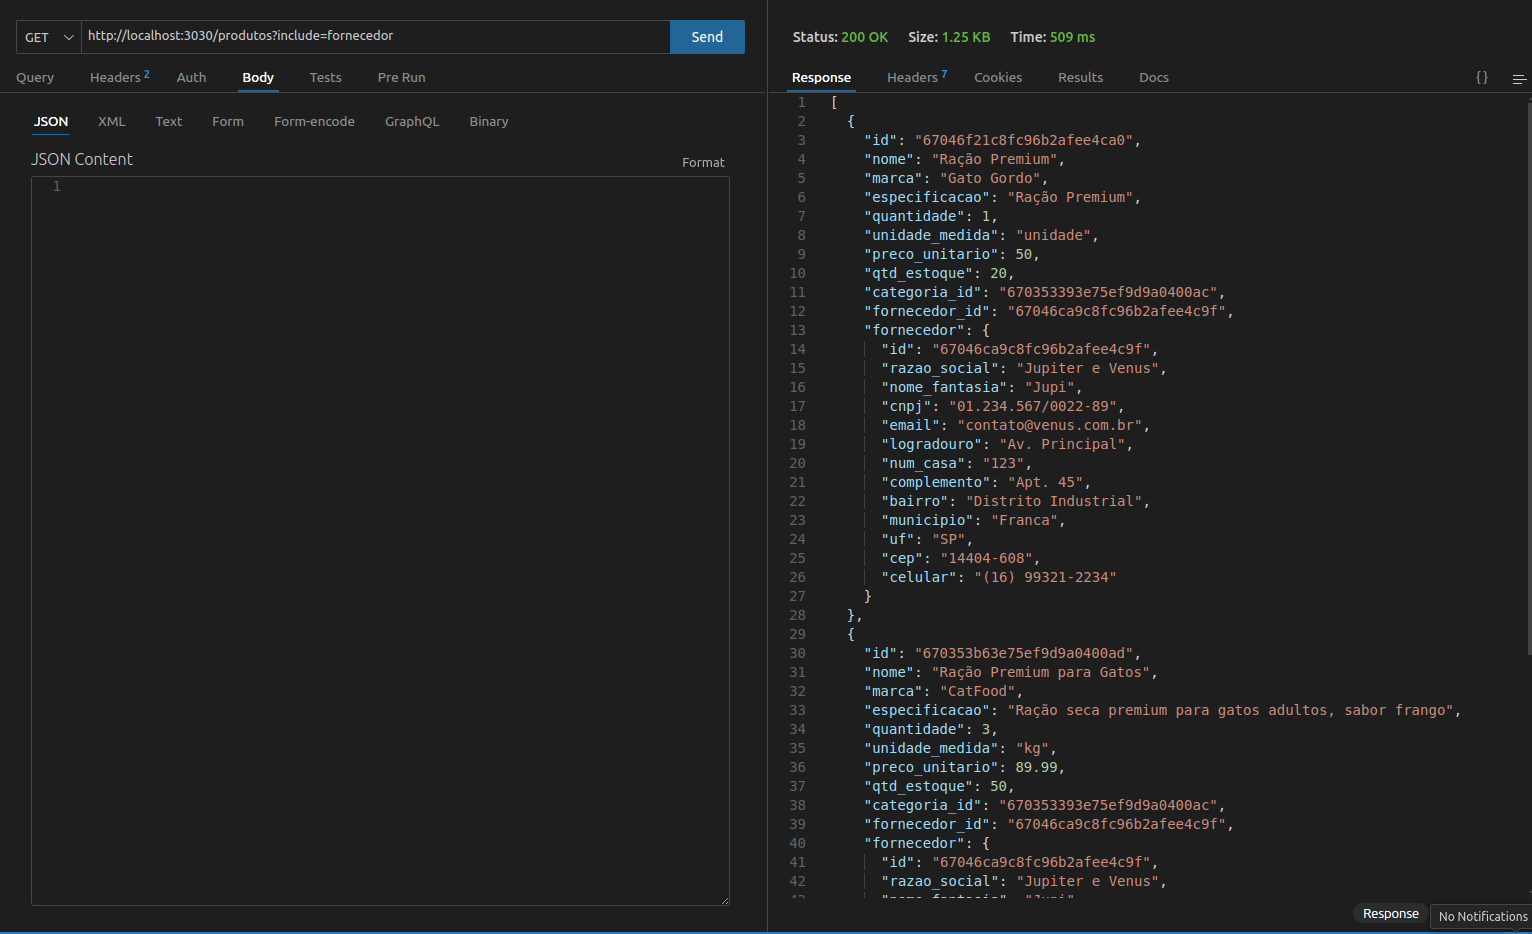 GET http://localhost:3030/produtos?include=fornecedor Send
Query Headers 2 Auth Body Tests Pre Run
JSON XML Text Form Form-encode GraphQL Binary
JSON Content Format
1
Status: 200 OK Size: 1.25 KB Time: 509 ms
Response Headers 7 Cookies Results Docs {}
1 [
2 {
3 "id": "67046f21c8fc96b2afee4ca0",
4 "nome": "Ração Premium",
5 "marca": "Gato Gordo",
6 "especificacao": "Ração Premium",
7 "quantidade": 1,
8 "unidade_medida": "unidade",
9 "preco_unitario": 50,
10 "qtd_estoque": 20,
11 "categoria_id": "670353393e75ef9d9a0400ac",
12 "fornecedor_id": "67046ca9c8fc96b2afee4c9f",
13 "fornecedor": {
14 "id": "67046ca9c8fc96b2afee4c9f",
15 "razao_social": "Jupiter e Venus",
16 "nome_fantasia": "Jupi",
17 "cnpj": "01.234.567/0022-89",
18 "email": "contato@venus.com.br",
19 "logradouro": "Av. Principal",
20 "num_casa": "123",
21 "complemento": "Apt. 45",
22 "bairro": "Distrito Industrial",
23 "municipio": "Franca",
24 "uf": "SP",
25 "cep": "14404-608",
26 "celular": "(16) 99321-2234"
27 }
28 },
29 {
30 "id": "670353b63e75ef9d9a0400ad",
31 "nome": "Ração Premium para Gatos",
32 "marca": "CatFood",
33 "especificacao": "Ração seca premium para gatos adultos, sabor frango",
34 "quantidade": 3,
35 "unidade_medida": "kg",
36 "preco_unitario": 89.99,
37 "qtd_estoque": 50,
38 "categoria_id": "670353393e75ef9d9a0400ac",
39 "fornecedor_id": "67046ca9c8fc96b2afee4c9f",
40 "fornecedor": {
41 "id": "67046ca9c8fc96b2afee4c9f",
42 "razao_social": "Jupiter e Venus",
Response No Notifications